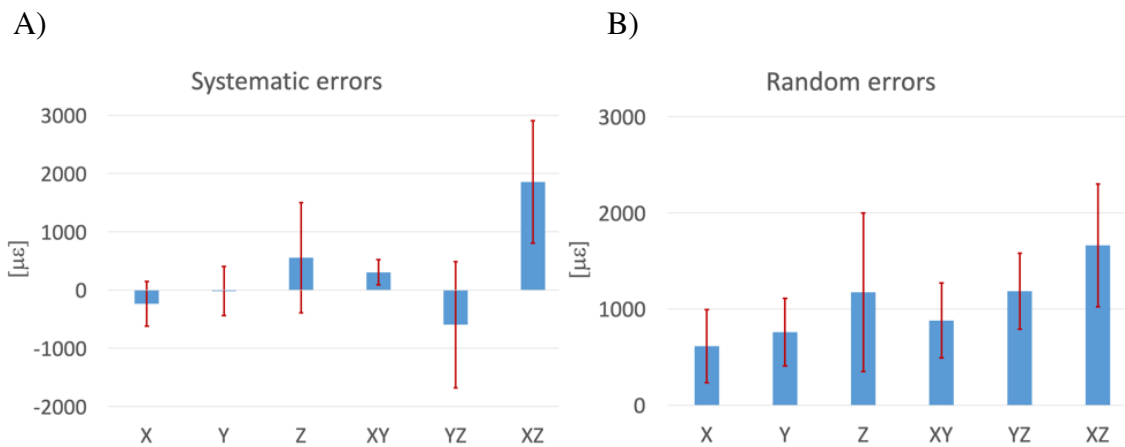 A)
Systematic errors
[με]
3000
2000
1000
0
-1000
-2000
X Y Z XY YZ XZ
B)
Random errors
[με]
3000
2000
1000
0
X Y Z XY YZ XZ